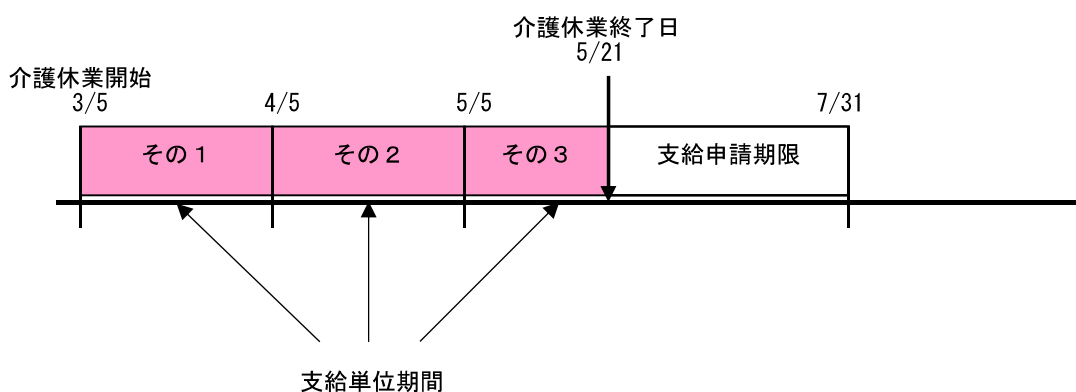 介護休業終了日
5/21
介護休業開始
3/5 4/5 5/5 7/31
その1 その2 その3 支給申請期限
支給単位期間